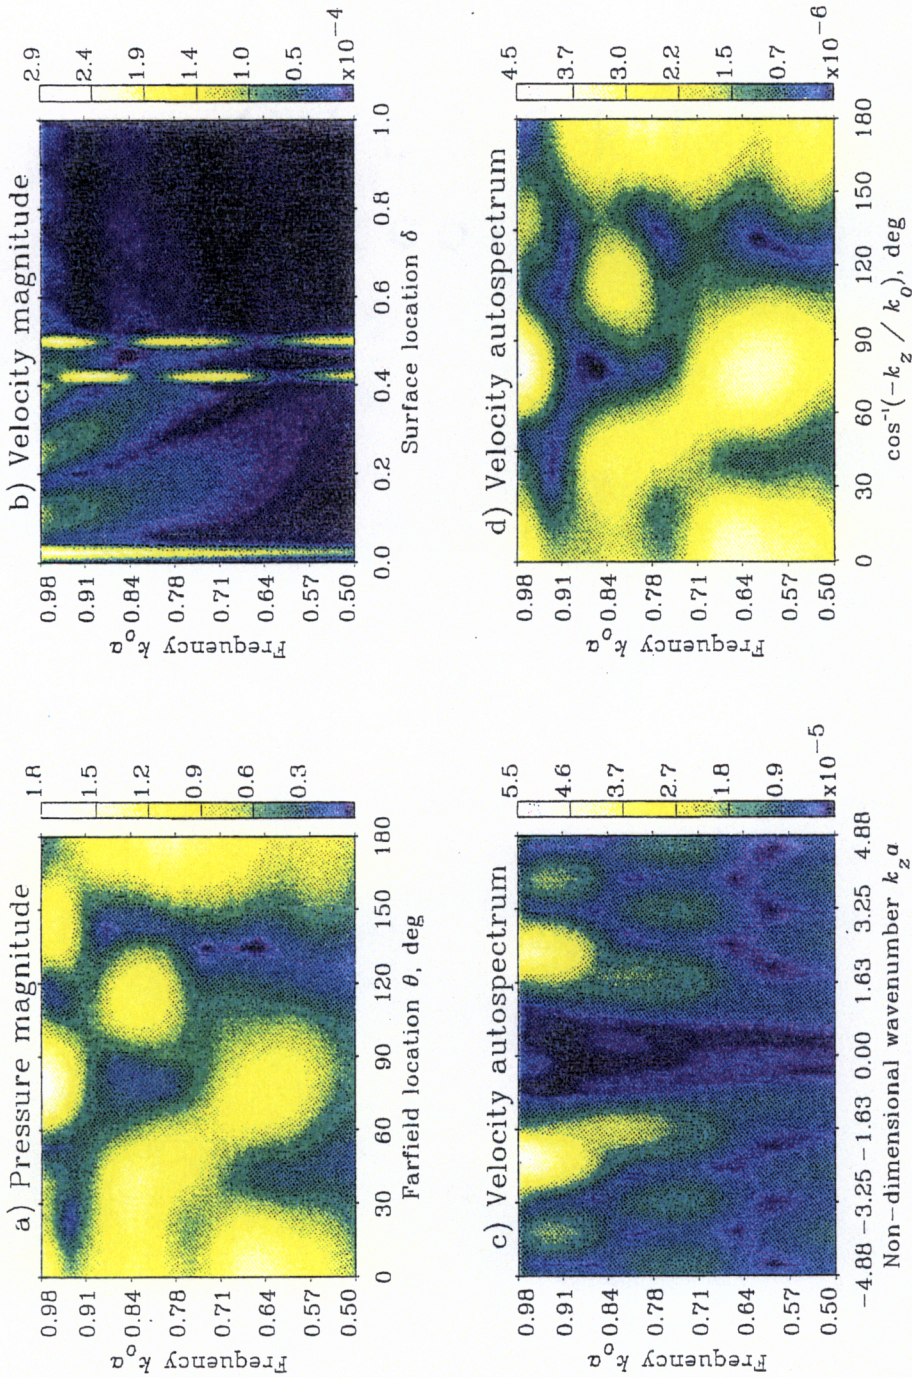 a) Pressure magnitude
Frequency k₀a
0.98
0.91
0.84
0.78
0.71
0.64
0.57
0.50
0 30 60 90 120 150 180
Farfield location θ, deg
1.8
1.5
1.2
0.9
0.6
0.3
b) Velocity magnitude
Frequency k₀a
0.98
0.91
0.84
0.78
0.71
0.64
0.57
0.50
0.0 0.2 0.4 0.6 0.8 1.0
Surface location δ
2.9
2.4
1.9
1.4
1.0
0.5
x10⁻⁴
c) Velocity autospectrum
Frequency k₀a
0.98
0.91
0.84
0.78
0.71
0.64
0.57
0.50
−4.88 −3.25 −1.63 0.00 1.63 3.25 4.88
Non−dimensional wavenumber k_z a
5.5
4.6
3.7
2.7
1.8
0.9
x10⁻⁵
d) Velocity autospectrum
Frequency k₀a
0.98
0.91
0.84
0.78
0.71
0.64
0.57
0.50
0 30 60 90 120 150 180
cos⁻¹(−k_z / k₀), deg
4.5
3.7
3.0
2.2
1.5
0.7
x10⁻⁶